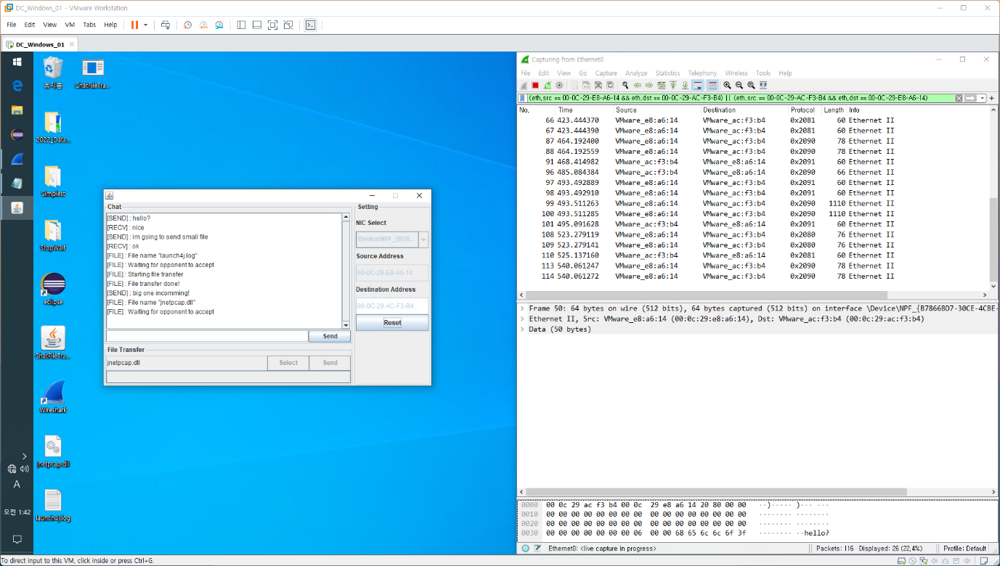 DC_Windows_01 - VMware Workstation
File Edit View VM Tabs Help
DC_Windows_01
휴지통
ChatFileTra...
2022_Data...
Simplest
StopWait
eclipse
ChatFileTra...
Wireshark
jnetpcap.dll
launch4j.log
A
오전 1:42
Chat
[SEND] : hello?
[RECV] : nice
[SEND] : im going to send small file
[RECV] : ok
[FILE] : File name "launch4j.log"
[FILE] : Waiting for opponent to accept
[FILE] : Starting file transfer
[FILE] : File transfer done!
[SEND] : big one incomming!
[FILE] : File name "jnetpcap.dll"
[FILE] : Waiting for opponent to accept
Send
File Transfer
jnetpcap.dll Select Send
Setting
NIC Select
\Device\NPF_{B78...
Source Address
00-0C-29-E8-A6-14
Destination Address
00-0C-29-AC-F3-B4
Reset
Capturing from Ethernet0
File Edit View Go Capture Analyze Statistics Telephony Wireless Tools Help
(eth,src == 00-0C-29-E8-A6-14 && eth,dst == 00-0C-29-AC-F3-B4) || (eth,src == 00-0C-29-AC-F3-B4 && eth,dst == 00-0C-29-E8-A6-14)
No. Time Source Destination Protocol Length Info
66 423.444370 VMware_e8:a6:14 VMware_ac:f3:b4 0x2081 60 Ethernet II
67 423.444390 VMware_e8:a6:14 VMware_ac:f3:b4 0x2081 60 Ethernet II
87 464.192400 VMware_e8:a6:14 VMware_ac:f3:b4 0x2090 78 Ethernet II
88 464.192559 VMware_e8:a6:14 VMware_ac:f3:b4 0x2090 78 Ethernet II
91 468.414982 VMware_ac:f3:b4 VMware_e8:a6:14 0x2091 60 Ethernet II
96 485.084384 VMware_ac:f3:b4 VMware_e8:a6:14 0x2090 66 Ethernet II
97 493.492889 VMware_e8:a6:14 VMware_ac:f3:b4 0x2091 60 Ethernet II
98 493.492910 VMware_e8:a6:14 VMware_ac:f3:b4 0x2091 60 Ethernet II
99 493.511263 VMware_e8:a6:14 VMware_ac:f3:b4 0x2090 1110 Ethernet II
100 493.511285 VMware_e8:a6:14 VMware_ac:f3:b4 0x2090 1110 Ethernet II
101 495.091628 VMware_ac:f3:b4 VMware_e8:a6:14 0x2091 60 Ethernet II
108 523.279119 VMware_e8:a6:14 VMware_ac:f3:b4 0x2080 76 Ethernet II
109 523.279141 VMware_e8:a6:14 VMware_ac:f3:b4 0x2080 76 Ethernet II
110 525.137160 VMware_ac:f3:b4 VMware_e8:a6:14 0x2081 60 Ethernet II
113 540.061247 VMware_e8:a6:14 VMware_ac:f3:b4 0x2090 78 Ethernet II
114 540.061272 VMware_e8:a6:14 VMware_ac:f3:b4 0x2090 78 Ethernet II
Frame 50: 64 bytes on wire (512 bits), 64 bytes captured (512 bits) on interface \Device\NPF_{B7866BD7-30CE-4CBE-
Ethernet II, Src: VMware_e8:a6:14 (00:0c:29:e8:a6:14), Dst: VMware_ac:f3:b4 (00:0c:29:ac:f3:b4)
Data (50 bytes)
0000 00 0c 29 ac f3 b4 00 0c 29 e8 a6 14 20 80 00 00 ··)····· )··· ···
0010 00 00 00 00 00 00 00 00 00 00 00 00 00 00 00 00 ········ ········
0020 00 00 00 00 00 00 00 00 00 00 00 00 00 00 00 00 ········ ········
0030 00 00 00 00 00 00 00 06 00 00 68 65 6c 6c 6f 3f ········ ··hello?
Ethernet0: <live capture in progress> Packets: 116 · Displayed: 26 (22,4%) Profile: Default
To direct input to this VM, click inside or press Ctrl+G.